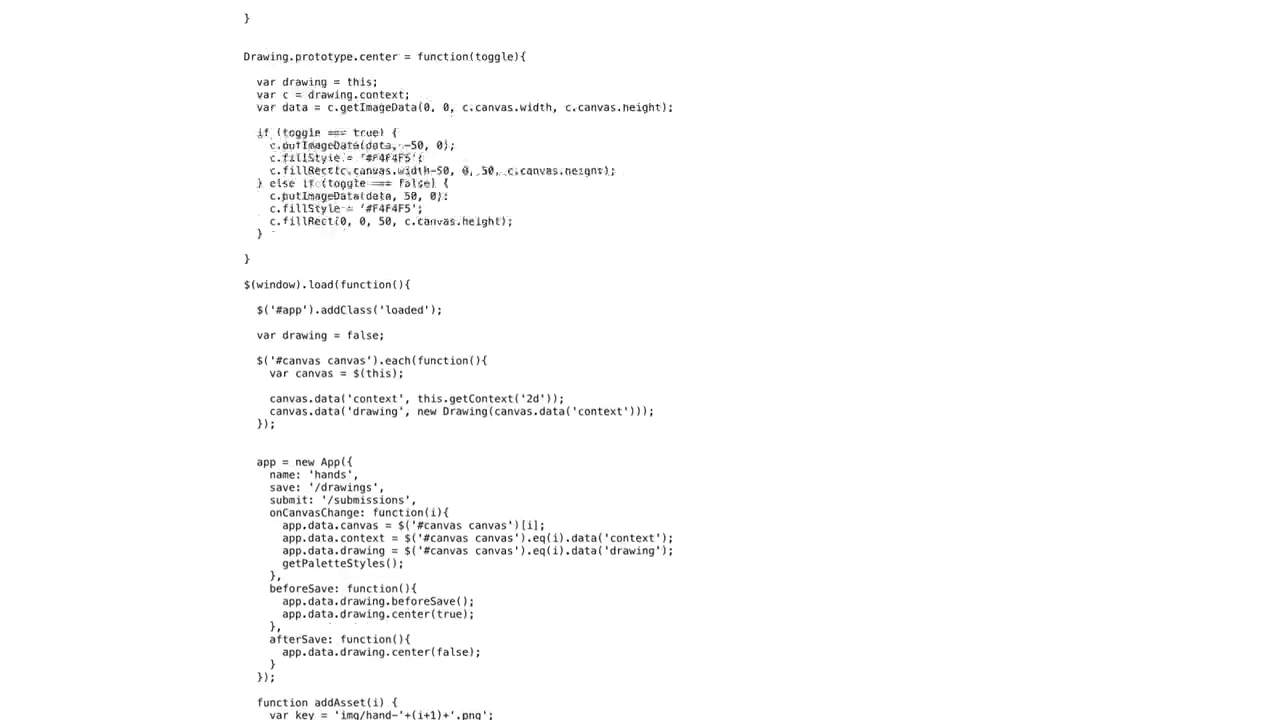 }
Drawing.prototype.center = function(toggle){
var drawing = this;
var c = drawing.context;
var data = c.getImageData(0, 0, c.canvas.width, c.canvas.height);
if (toggle === true) {
c.putImageData(data, -50, 0);
c.fillStyle = '#F4F4F5';
c.fillRect(c.canvas.width-50, 0, 50, c.canvas.height);
} else if (toggle === false) {
c.putImageData(data, 50, 0);
c.fillStyle = '#F4F4F5';
c.fillRect(0, 0, 50, c.canvas.height);
}
}
$(window).load(function(){
$('#app').addClass('loaded');
var drawing = false;
$('#canvas canvas').each(function(){
var canvas = $(this);
canvas.data('context', this.getContext('2d'));
canvas.data('drawing', new Drawing(canvas.data('context')));
});
app = new App({
name: 'hands',
save: '/drawings',
submit: '/submissions',
onCanvasChange: function(i){
app.data.canvas = $('#canvas canvas')[i];
app.data.context = $('#canvas canvas').eq(i).data('context');
app.data.drawing = $('#canvas canvas').eq(i).data('drawing');
getPaletteStyles();
},
beforeSave: function(){
app.data.drawing.beforeSave();
app.data.drawing.center(true);
},
afterSave: function(){
app.data.drawing.center(false);
}
});
function addAsset(i) {
var key = 'img/hand-'+(i+1)+'.png';